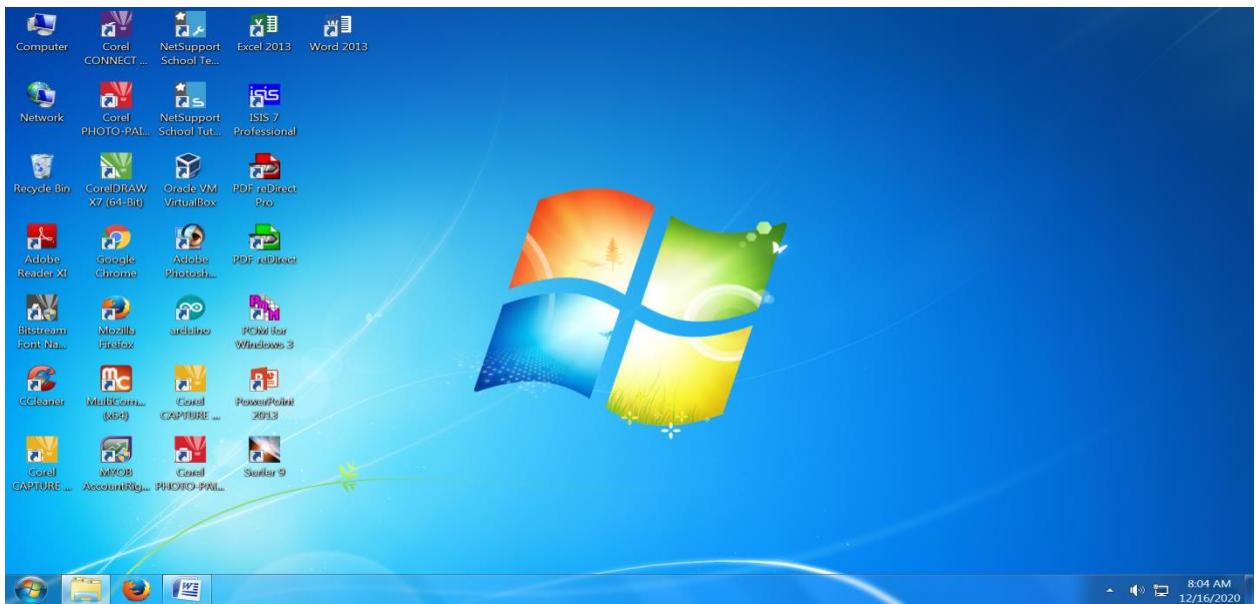 Computer
Corel
CONNECT ...
NetSupport
School Te...
Excel 2013
Word 2013
Network
Corel
PHOTO-PAI...
NetSupport
School Tut...
isis
ISIS 7
Professional
Recycle Bin
CorelDRAW
X7 (64-Bit)
Oracle VM
VirtualBox
PDF reDirect
Pro
Adobe
Reader XI
Google
Chrome
Adobe
Photosh...
PDF reDirect
Bitstream
Font Na...
Mozilla
Firefox
arduino
POM for
Windows 3
CCleaner
MultiCom...
(x64)
Corel
CAPTURE ...
PowerPoint
2013
Corel
CAPTURE ...
MYOB
AccountRig...
Corel
PHOTO-PAI...
Surfer 9
8:04 AM
12/16/2020